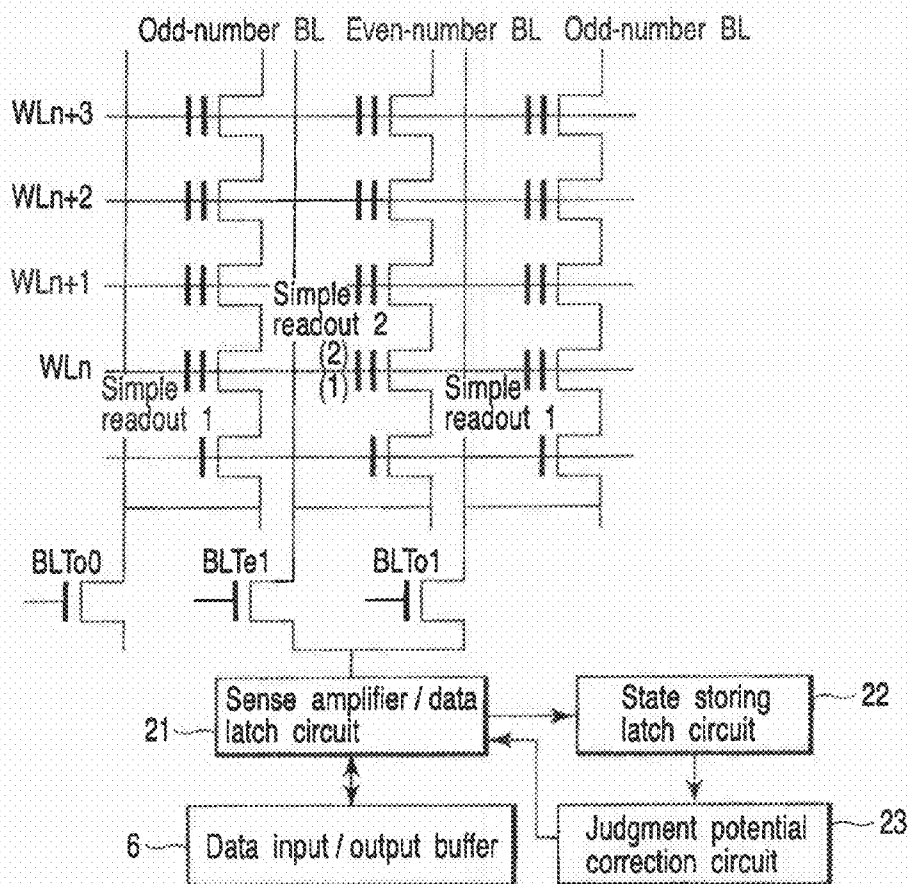 Odd-number BL Even-number BL Odd-number BL
WLn+3
WLn+2
WLn+1
Simple
readout 2
WLn
(2)
(1)
Simple
readout 1
Simple
readout 1
BLTo0
BLTe1
BLTo1
Sense amplifier / data
latch circuit
21
State storing
latch circuit
22
6
Data input / output buffer
Judgment potential
correction circuit
23